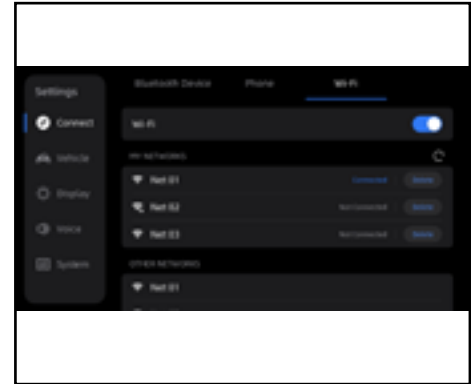 Settings
Connect
Vehicle
Display
Voice
System
Bluetooth Device Phone Wi-Fi
Wi-Fi
MY NETWORKS
Net 01 Connected Delete
Net 02 Not Connected Delete
Net 03 Not Connected Delete
OTHER NETWORKS
Net 01